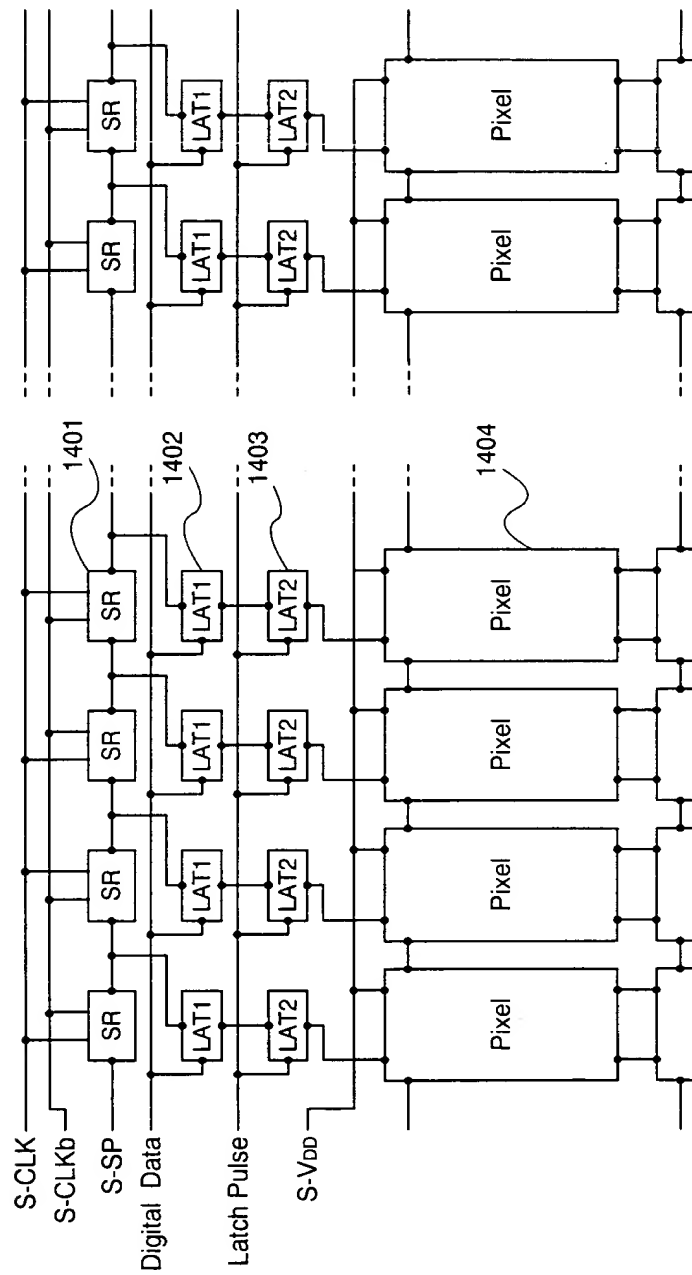 S-CLK
S-CLKb
S-SP
Digital Data
Latch Pulse
S-VDD
SR SR SR SR SR SR
1401
LAT1 LAT1 LAT1 LAT1 LAT1 LAT1
1402
LAT2 LAT2 LAT2 LAT2 LAT2 LAT2
1403
Pixel Pixel Pixel Pixel Pixel Pixel
1404